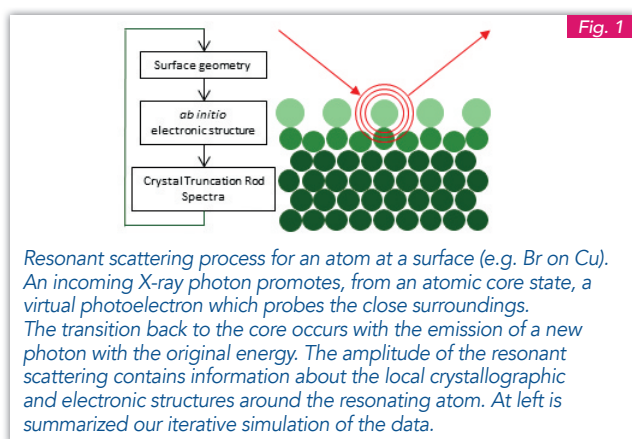 Fig. 1
Surface geometry
ab initio
electronic structure
Crystal Truncation Rod
Spectra
Resonant scattering process for an atom at a surface (e.g. Br on Cu).
An incoming X-ray photon promotes, from an atomic core state, a
virtual photoelectron which probes the close surroundings.
The transition back to the core occurs with the emission of a new
photon with the original energy. The amplitude of the resonant
scattering contains information about the local crystallographic
and electronic structures around the resonating atom. At left is
summarized our iterative simulation of the data.